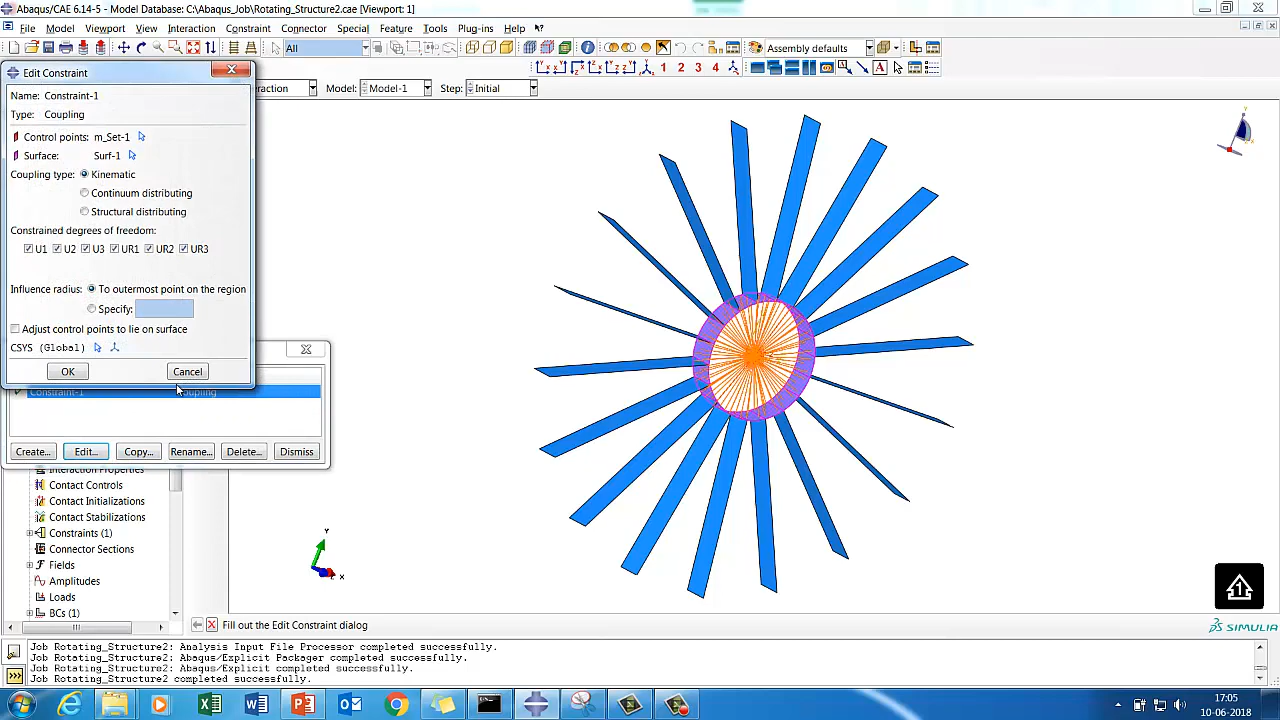 Abaqus/CAE 6.14-5 - Model Database: C:\Abaqus_Job\Rotating_Structure2.cae [Viewport: 1]
File Model Viewport View Interaction Constraint Connector Special Feature Tools Plug-ins Help
All
Assembly defaults
1 2 3 4
A
Edit Constraint
raction Model: Model-1 Step: Initial
Name: Constraint-1
Type: Coupling
Control points: m_Set-1
Surface: Surf-1
Coupling type: Kinematic
Continuum distributing
Structural distributing
Constrained degrees of freedom:
U1 U2 U3 UR1 UR2 UR3
Influence radius: To outermost point on the region
Specify:
Adjust control points to lie on surface
CSYS (Global)
OK Cancel
Constraint-1 Coupling
Create... Edit... Copy... Rename... Delete... Dismiss
Interaction Properties
Contact Controls
Contact Initializations
Contact Stabilizations
Constraints (1)
Connector Sections
Fields
Amplitudes
Loads
BCs (1)
Y
X
Y
1
Fill out the Edit Constraint dialog
SIMULIA
Job Rotating_Structure2: Analysis Input File Processor completed successfully.
Job Rotating_Structure2: Abaqus/Explicit Packager completed successfully.
Job Rotating_Structure2: Abaqus/Explicit completed successfully.
Job Rotating_Structure2 completed successfully.
17:05
10-06-2018